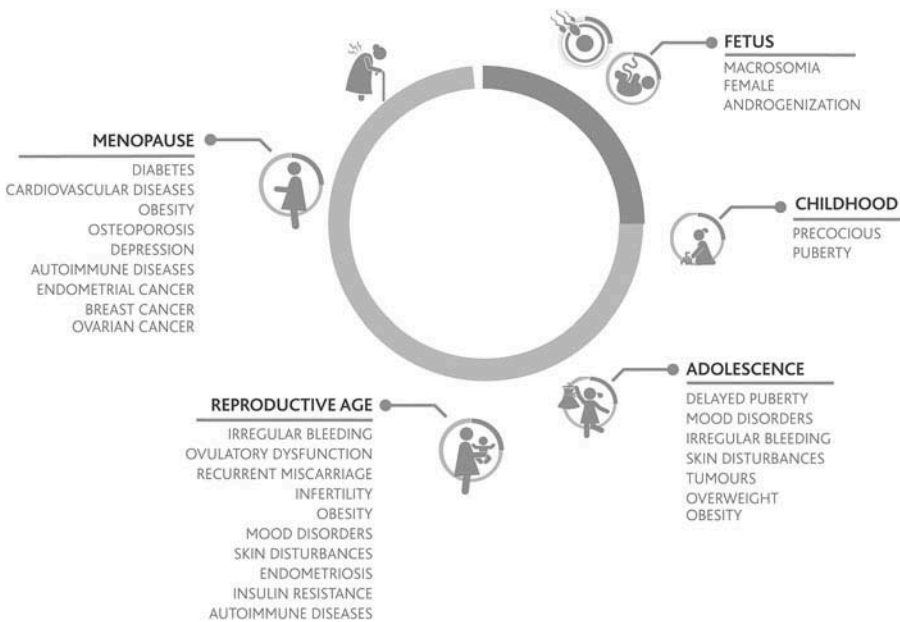 FETUS
MACROSOMIA
FEMALE
ANDROGENIZATION
CHILDHOOD
PRECOCIOUS
PUBERTY
ADOLESCENCE
DELAYED PUBERTY
MOOD DISORDERS
IRREGULAR BLEEDING
SKIN DISTURBANCES
TUMOURS
OVERWEIGHT
OBESITY
REPRODUCTIVE AGE
IRREGULAR BLEEDING
OVULATORY DYSFUNCTION
RECURRENT MISCARRIAGE
INFERTILITY
OBESITY
MOOD DISORDERS
SKIN DISTURBANCES
ENDOMETRIOSIS
INSULIN RESISTANCE
AUTOIMMUNE DISEASES
MENOPAUSE
DIABETES
CARDIOVASCULAR DISEASES
OBESITY
OSTEOPOROSIS
DEPRESSION
AUTOIMMUNE DISEASES
ENDOMETRIAL CANCER
BREAST CANCER
OVARIAN CANCER